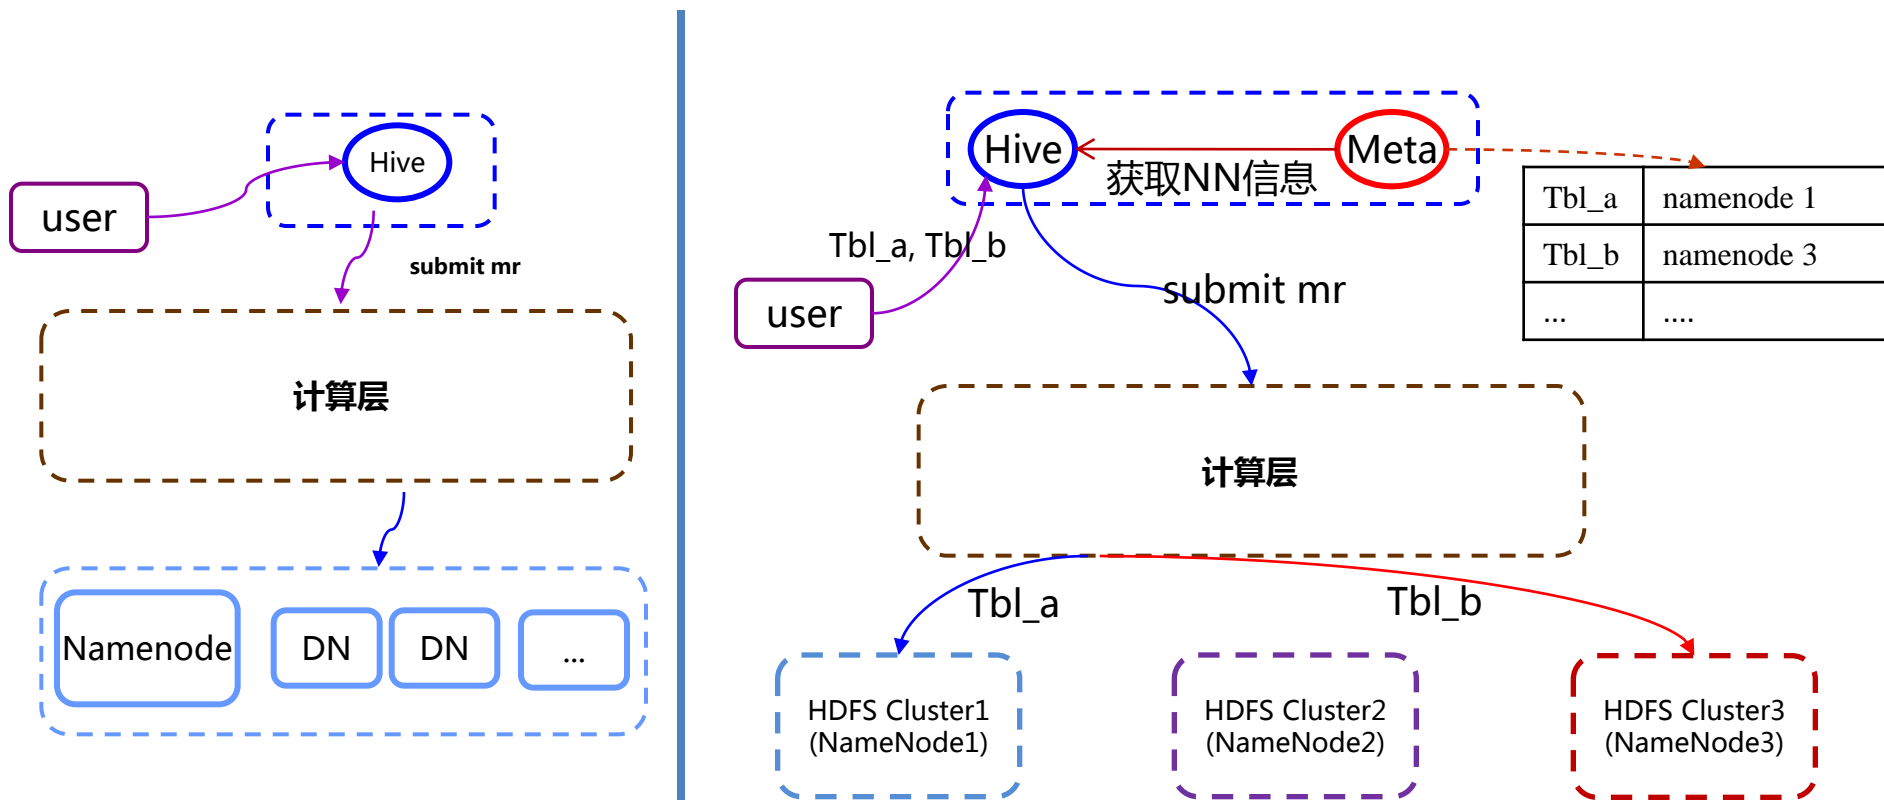 Hive
user
submit mr
计算层
Namenode
DN
DN
...
Hive
Meta
获取NN信息
Tbl_a, Tbl_b
user
submit mr
Tbl_a namenode 1
Tbl_b namenode 3
... ....
计算层
Tbl_a
Tbl_b
HDFS Cluster1
(NameNode1)
HDFS Cluster2
(NameNode2)
HDFS Cluster3
(NameNode3)